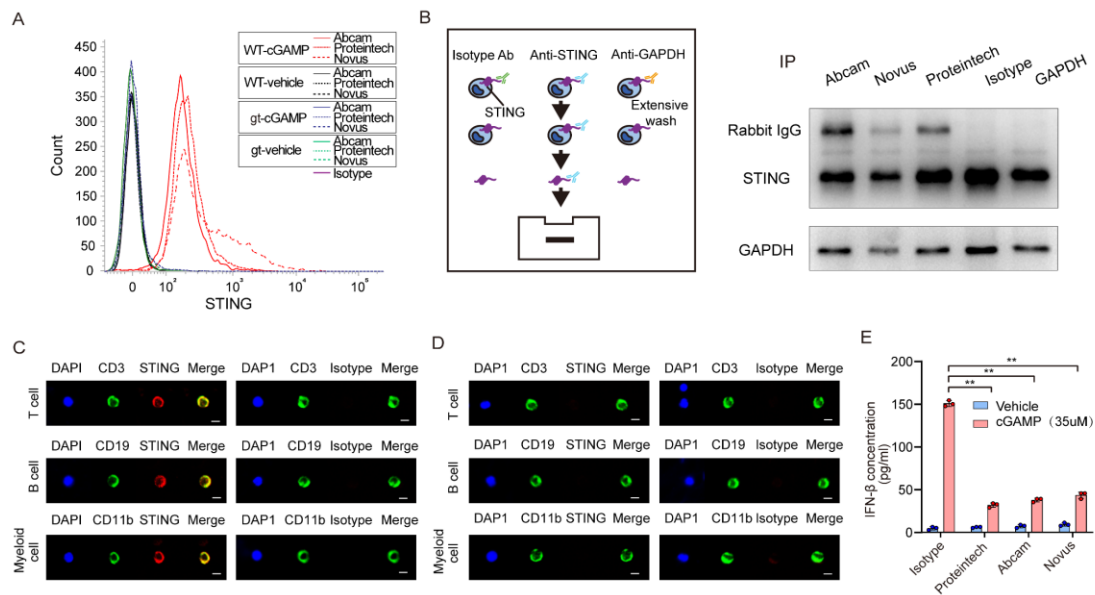 A
450
400
350
300
250
200
150
100
50
0
Count
0
10²
10³
10⁴
10⁵
STING
WT-cGAMP
Abcam
Proteintech
Novus
WT-vehicle
Abcam
Proteintech
Novus
gt-cGAMP
Abcam
Proteintech
Novus
gt-vehicle
Abcam
Proteintech
Novus
Isotype
B
Isotype Ab
Anti-STING
Anti-GAPDH
STING
Extensive
wash
IP
Abcam
Novus
Proteintech
Isotype
GAPDH
Rabbit IgG
STING
GAPDH
C
DAPI CD3 STING Merge
DAP1 CD3 Isotype Merge
T cell
DAPI CD19 STING Merge
DAP1 CD19 Isotype Merge
B cell
DAPI CD11b STING Merge
DAP1 CD11b Isotype Merge
Myeloid
cell
D
DAP1 CD3 STING Merge
DAP1 CD3 Isotype Merge
T cell
DAP1 CD19 STING Merge
DAP1 CD19 Isotype Merge
B cell
DAP1 CD11b STING Merge
DAP1 CD11b Isotype Merge
Myeloid
cell
E
200
150
100
50
0
IFN-β concentration
(pg/ml)
**
**
**
Vehicle
cGAMP （35uM）
Isotype
Proteintech
Abcam
Novus